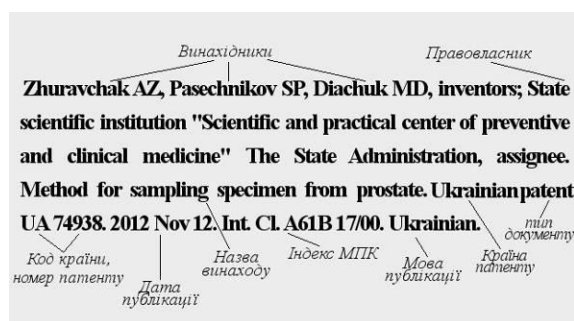 Винахідники
Правовласник
Zhuravchak AZ, Pasechnikov SP, Diachuk MD, inventors; State
scientific institution "Scientific and practical center of preventive
and clinical medicine" The State Administration, assignee.
Method for sampling specimen from prostate. Ukrainian patent
UA 74938. 2012 Nov 12. Int. Cl. A61B 17/00. Ukrainian.
Код країни,
номер патенту
Дата
публікації
Назва
винаходу
Індекс МПК
Мова
публікації
Країна
патенту
тип
документу